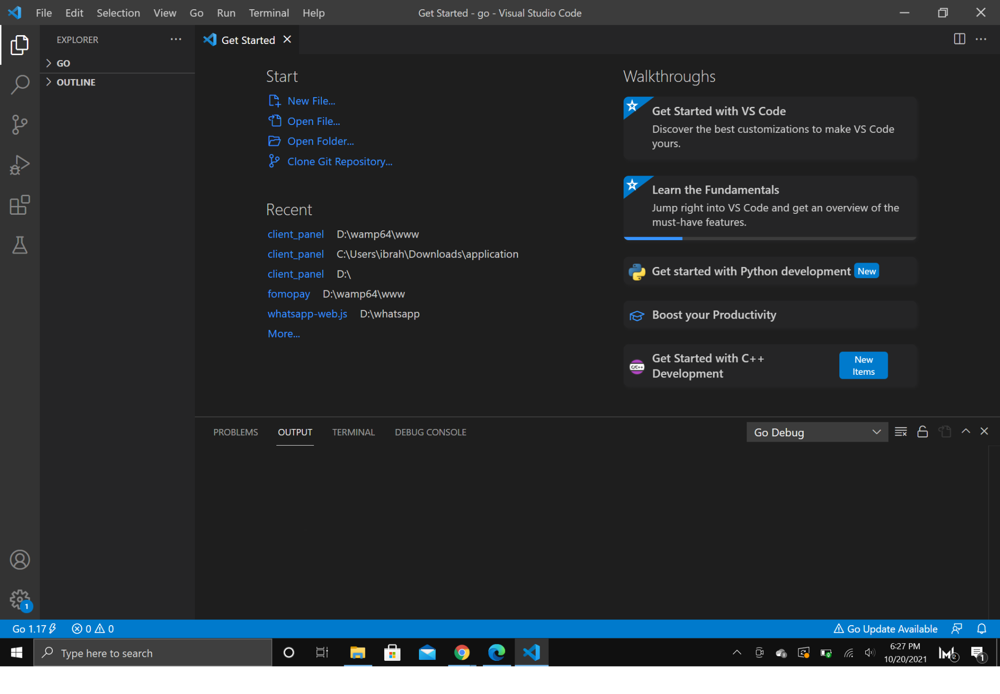 File Edit Selection View Go Run Terminal Help Get Started - go - Visual Studio Code
EXPLORER
GO
OUTLINE
Get Started
Start
New File...
Open File...
Open Folder...
Clone Git Repository...
Recent
client_panel D:\wamp64\www
client_panel C:\Users\ibrah\Downloads\application
client_panel D:\
fomopay D:\wamp64\www
whatsapp-web.js D:\whatsapp
More...
Walkthroughs
Get Started with VS Code
Discover the best customizations to make VS Code
yours.
Learn the Fundamentals
Jump right into VS Code and get an overview of the
must-have features.
Get started with Python development New
Boost your Productivity
C/C++
Get Started with C++
Development
New
Items
PROBLEMS OUTPUT TERMINAL DEBUG CONSOLE Go Debug
1
Go 1.17 0 0 Go Update Available
Type here to search
6:27 PM
10/20/2021
2
1